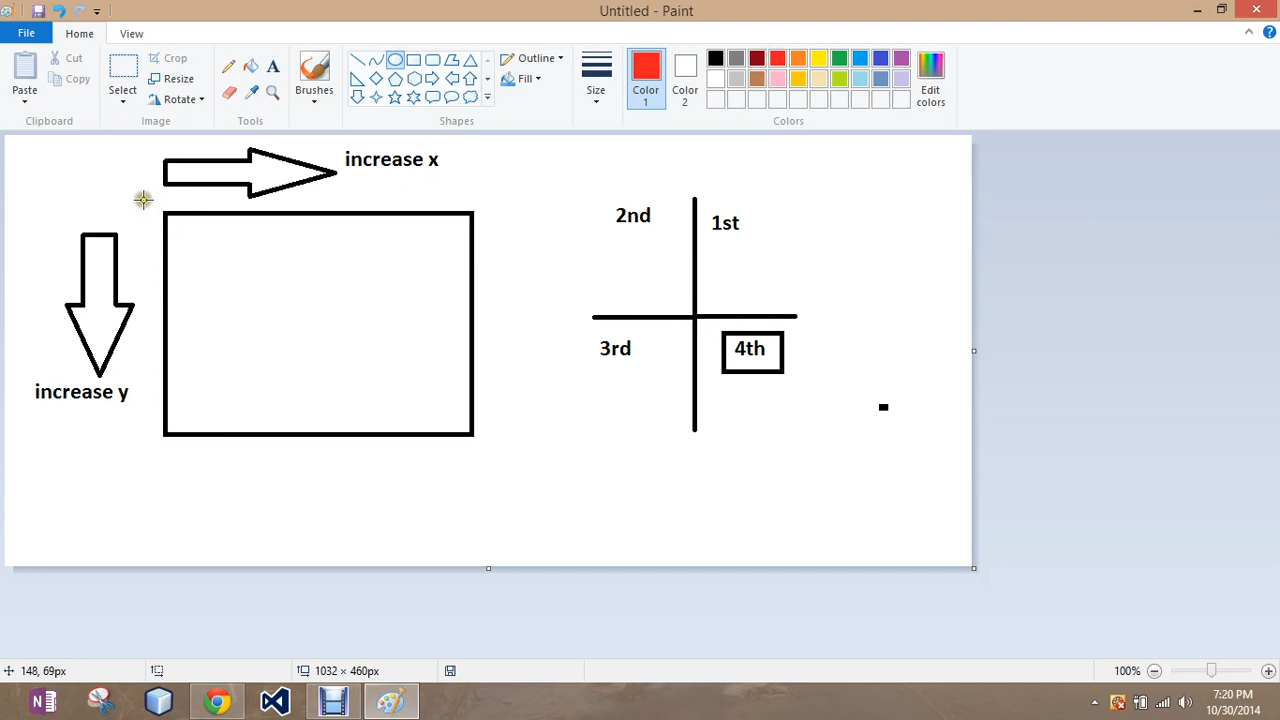 Untitled - Paint
File
Home
View
Paste
Cut
Copy
Clipboard
Select
Crop
Resize
Rotate
Image
A
Tools
Brushes
Shapes
Outline
Fill
Size
Color 1
Color 2
Edit colors
Colors
increase x
increase y
2nd
1st
3rd
4th
148, 69px
1032 × 460px
100%
7:20 PM
10/30/2014